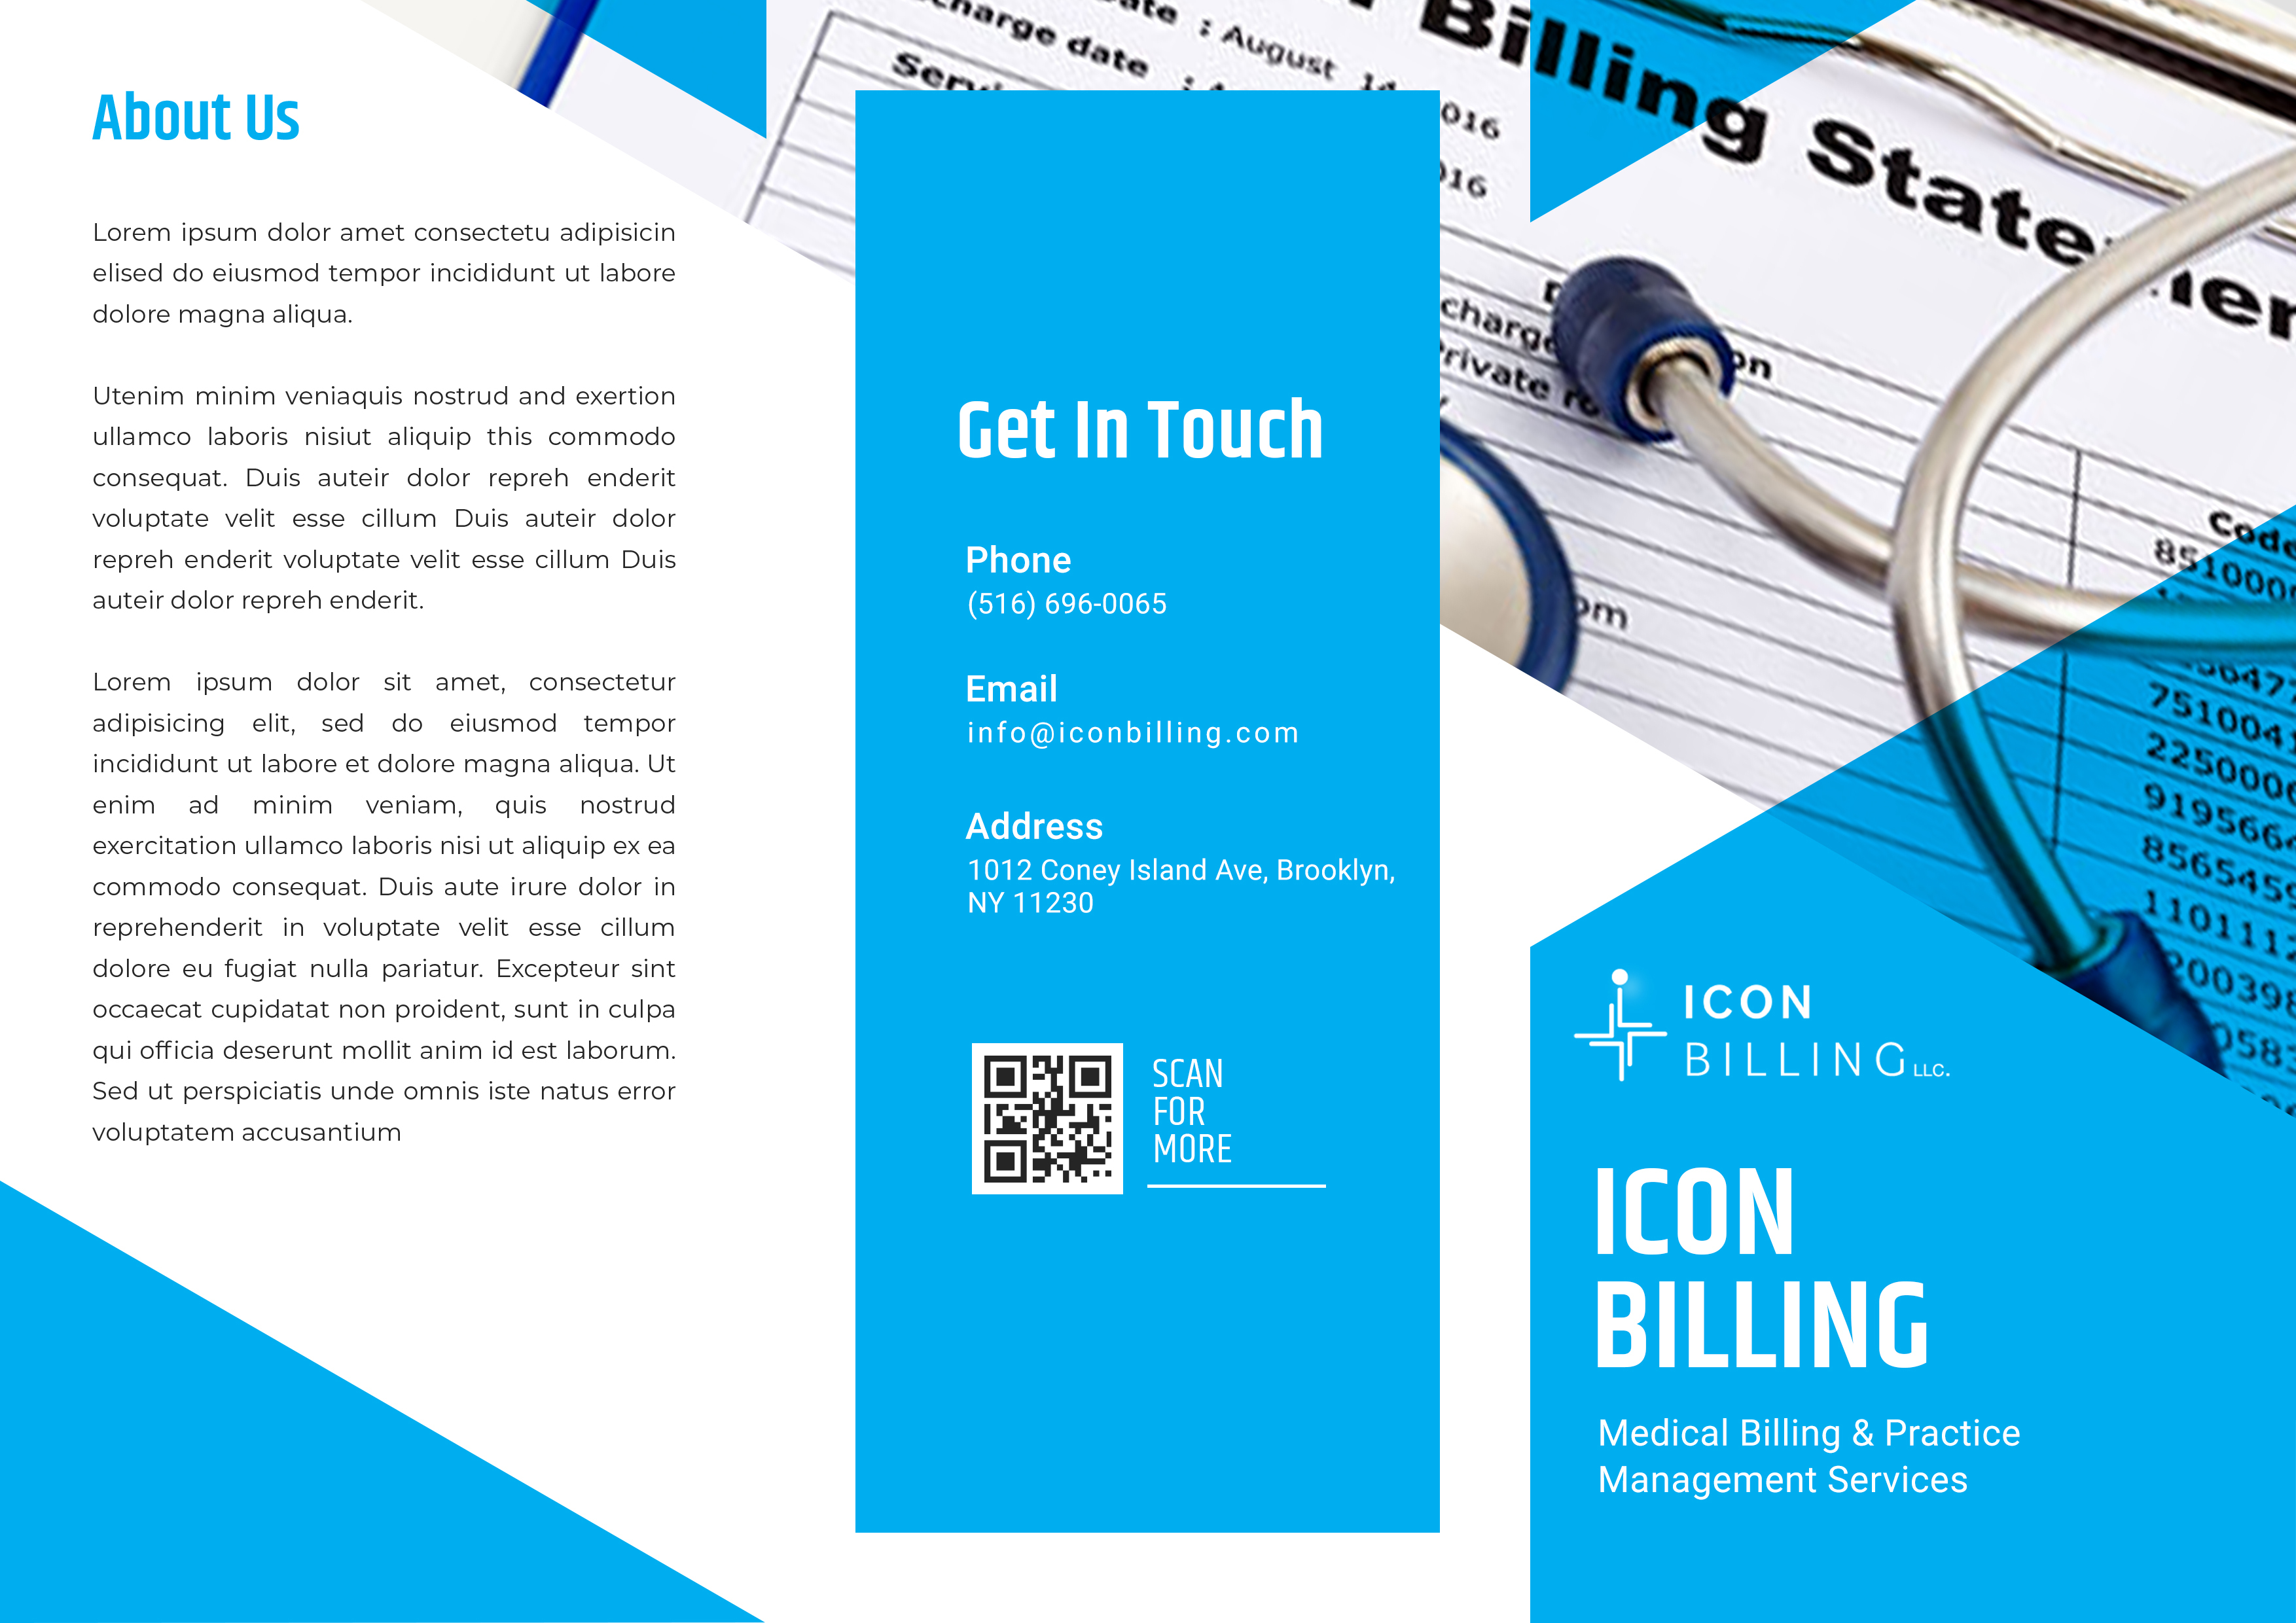 About Us
Lorem ipsum dolor amet consectetu adipisicin
elised do eiusmod tempor incididunt ut labore
dolore magna aliqua.
Utenim minim veniaquis nostrud and exertion
ullamco laboris nisiut aliquip this commodo
consequat. Duis auteir dolor repreh enderit
voluptate velit esse cillum Duis auteir dolor
repreh enderit voluptate velit esse cillum Duis
auteir dolor repreh enderit.
Lorem ipsum dolor sit amet, consectetur
adipisicing elit, sed do eiusmod tempor
incididunt ut labore et dolore magna aliqua. Ut
enim ad minim veniam, quis nostrud
exercitation ullamco laboris nisi ut aliquip ex ea
commodo consequat. Duis aute irure dolor in
reprehenderit in voluptate velit esse cillum
dolore eu fugiat nulla pariatur. Excepteur sint
occaecat cupidatat non proident, sunt in culpa
qui officia deserunt mollit anim id est laborum.
Sed ut perspiciatis unde omnis iste natus error
voluptatem accusantium
Get In Touch
Phone
(516) 696-0065
Email
info@iconbilling.com
Address
1012 Coney Island Ave, Brooklyn,
NY 11230
SCAN
FOR
MORE
Billing
: August
date
016
Code
ICON
BILLING LLC.
ICON
BILLING
Medical Billing & Practice
Management Services